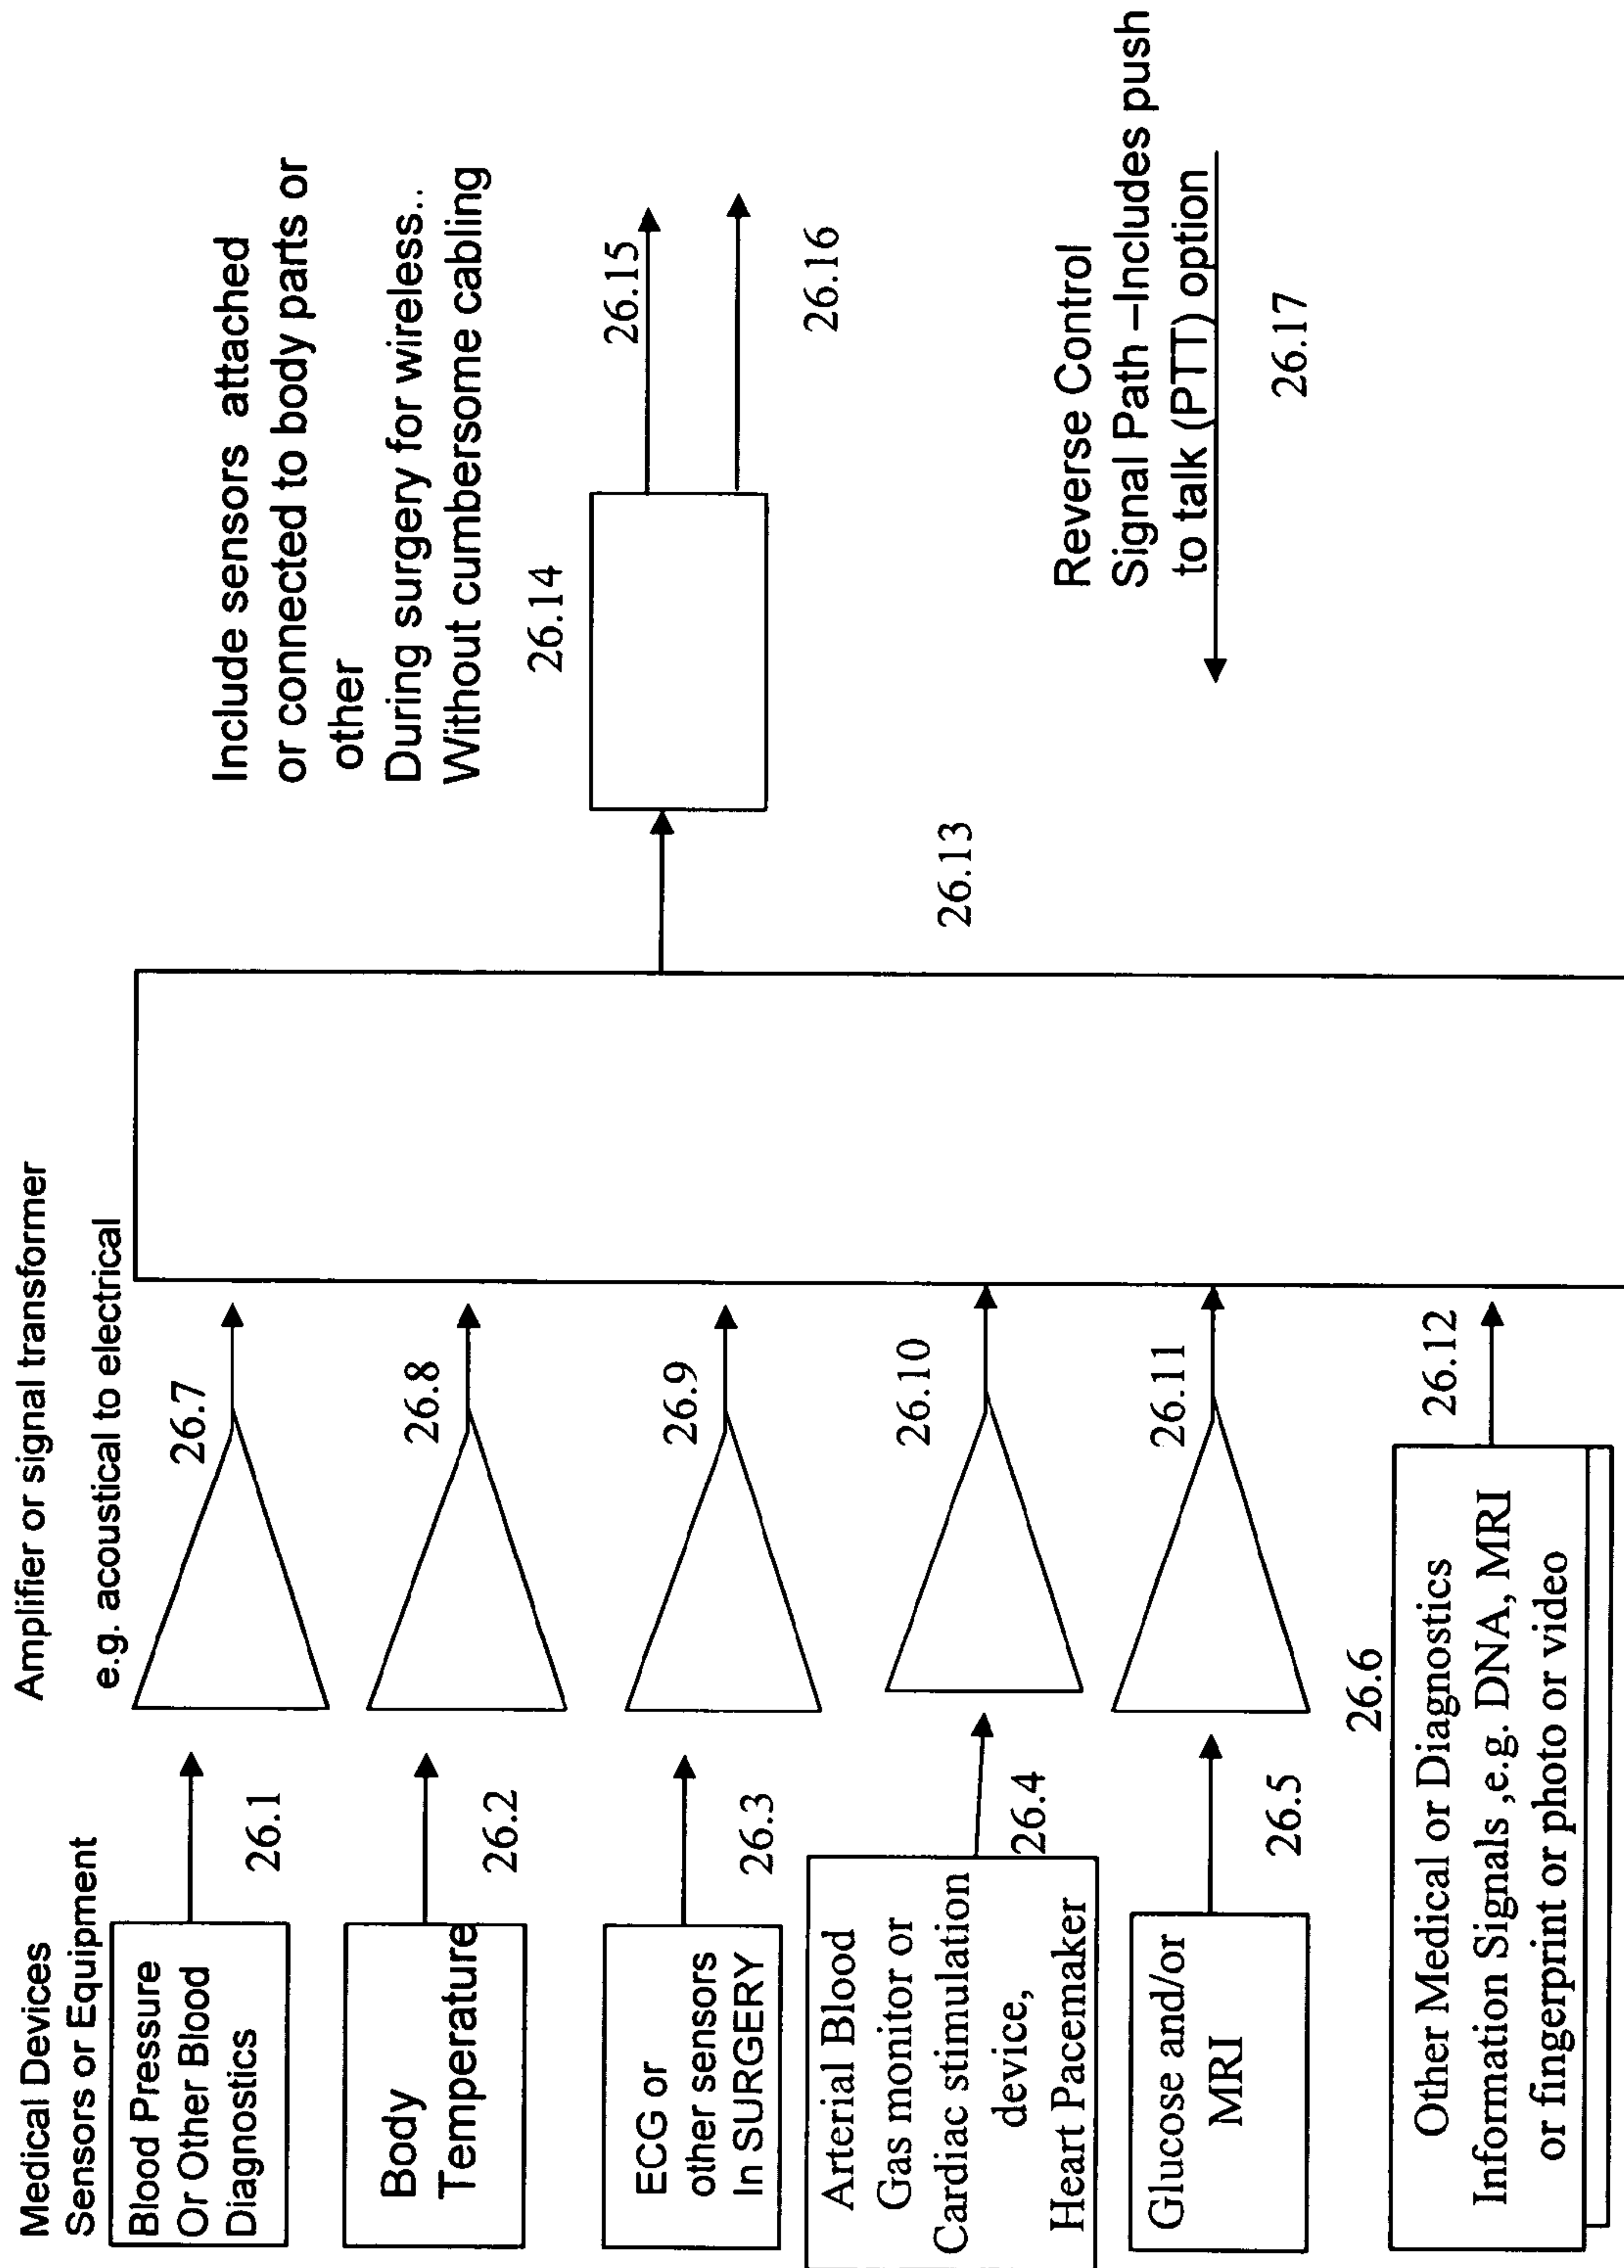 Medical Devices
Sensors or Equipment
Amplifier or signal transformer
e.g. acoustical to electrical
Blood Pressure
Or Other Blood
Diagnostics
26.1
26.7
Body
Temperature
26.2
26.8
ECG or
other sensors
In SURGERY
26.3
26.9
Arterial Blood
Gas monitor or
Cardiac stimulation
device,
Heart Pacemaker
26.4
26.10
Glucose and/or
MRI
26.5
26.11
26.6
Other Medical or Diagnostics
Information Signals ,e.g. DNA, MRI
or fingerprint or photo or video
26.12
26.13
Include sensors attached
or connected to body parts or
other
During surgery for wireless..
Without cumbersome cabling
26.14
26.15
26.16
Reverse Control
Signal Path –Includes push
to talk (PTT) option
26.17